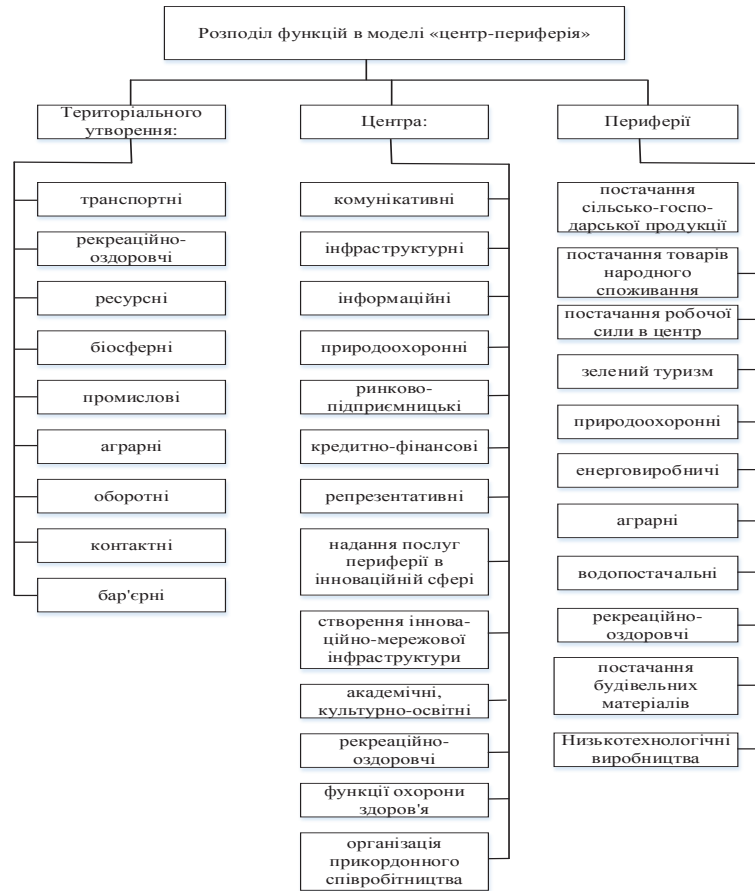 Розподіл функцій в моделі «центр-периферія»
Територіального
утворення:
транспортні
рекреаційно-
оздоровчі
ресурсні
біосферні
промислові
аграрні
оборотні
контактні
бар'єрні
Центра:
комунікативні
інфраструктурні
інформаційні
природоохоронні
ринково-
підприємницькі
кредитно-фінансові
репрезентативні
надання послуг
периферії в
інноваційній сфері
створення іннова-
ційно-мережової
інфраструктури
академічні,
культурно-освітні
рекреаційно-
оздоровчі
функції охорони
здоров'я
організація
прикордонного
співробітництва
Периферії
постачання
сільсько-госпо-
дарської продукції
постачання товарів
народного
споживання
постачання робочої
сили в центр
зелений туризм
природоохоронні
енерговиробничі
аграрні
водопостачальні
рекреаційно-
оздоровчі
постачання
будівельних
матеріалів
Низькотехнологічні
виробництва